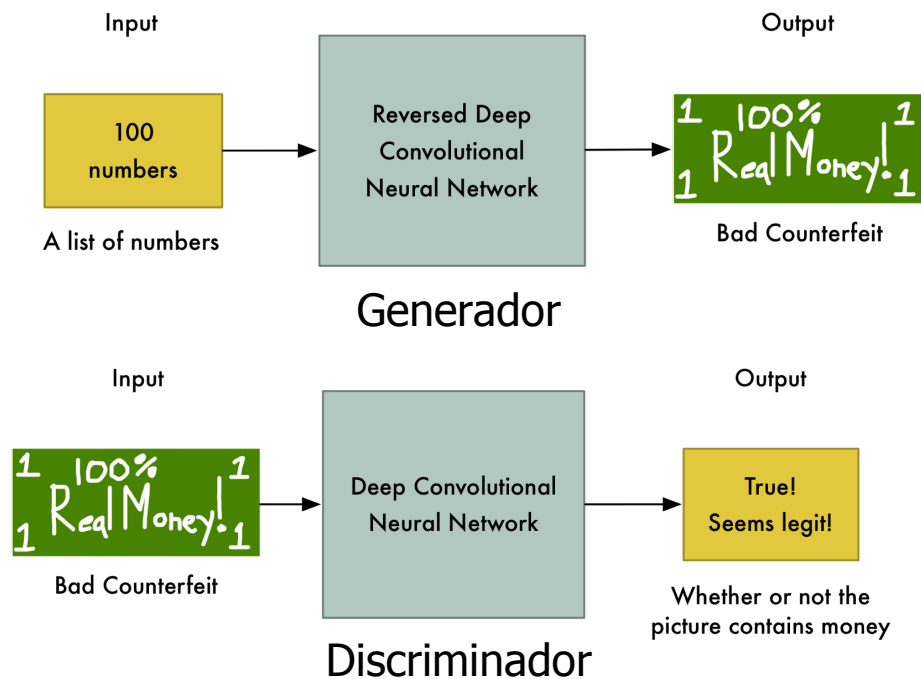 Input
Output
100
numbers
Reversed Deep
Convolutional
Neural Network
1 100% 1
Real Money!
1 1
A list of numbers
Bad Counterfeit
Generador
Input
Output
1 100% 1
Real Money!
1 1
Deep Convolutional
Neural Network
True!
Seems legit!
Bad Counterfeit
Whether or not the
picture contains money
Discriminador